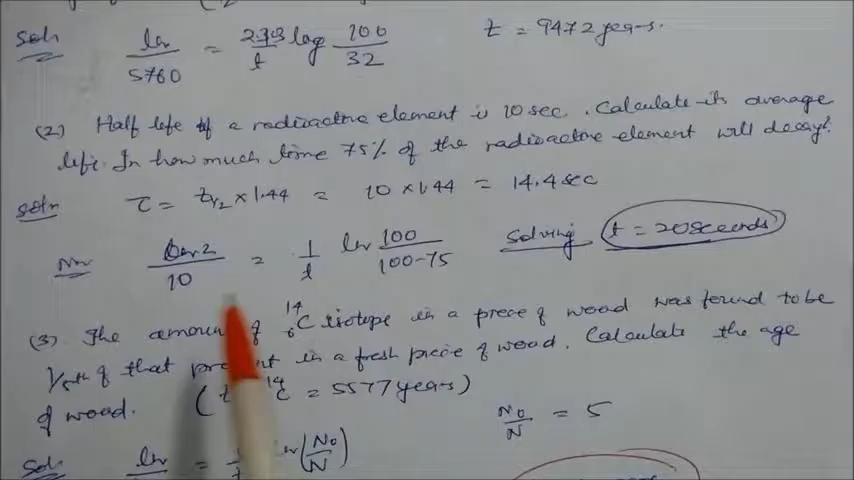 Soln ln/5760 = 2.303/t log 100/32 t = 9472 years.
(2) Half life of a radioactive element is 10 sec. Calculate its average
life. In how much time 75% of the radioactive element will decay?
Soln τ = t1/2 × 1.44 = 10 × 1.44 = 14.4 sec
ln 2/10 = 1/t ln 100/100-75 Solving t = 20 seconds
(3) The amount of 14 6 C isotope in a piece of wood was found to be
1/5th of that present in a fresh piece of wood. Calculate the age
of wood. ( 14 C = 5577 years)
N0/N = 5
Soln ln = ln (N0/N)